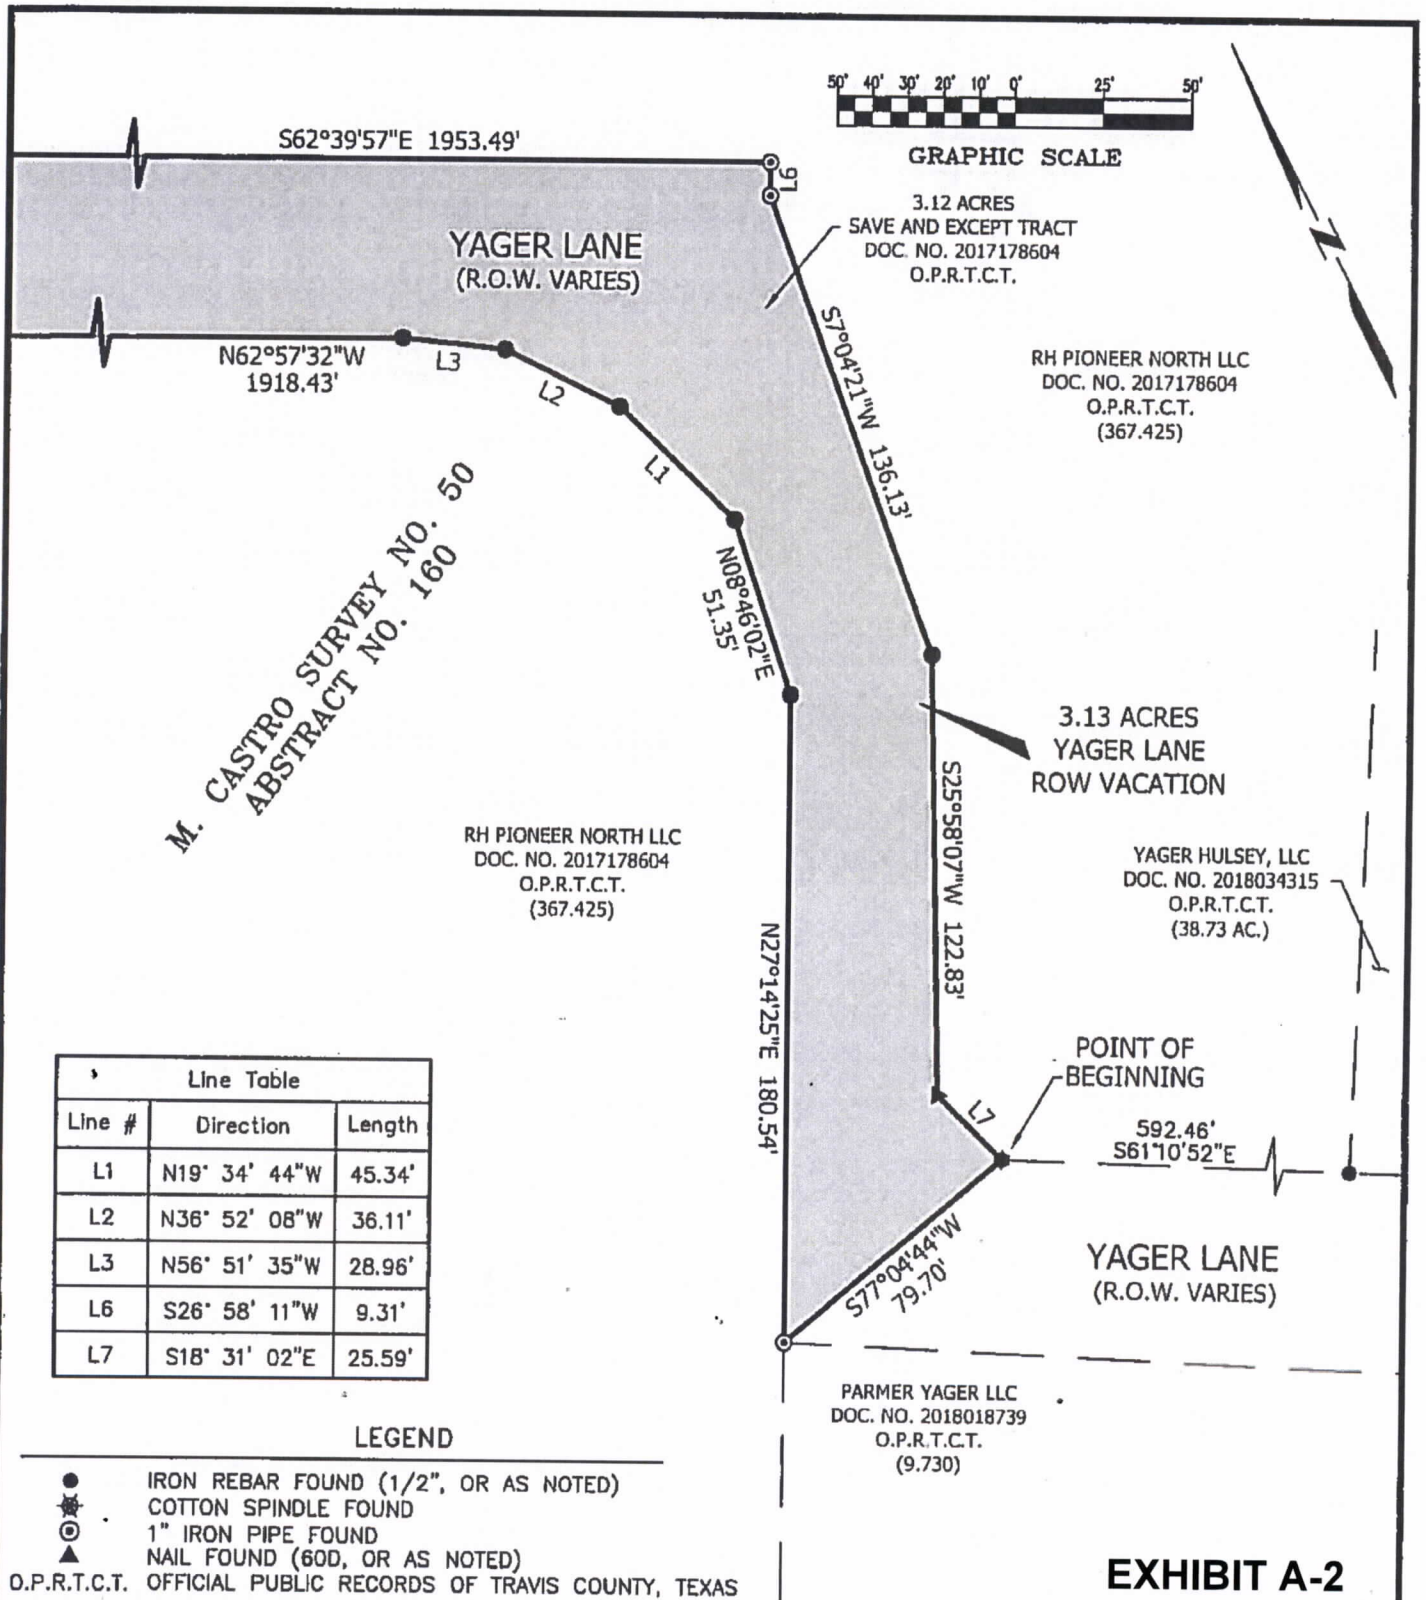 50' 40' 30' 20' 10' 0' 25' 50'
GRAPHIC SCALE
S62°39'57"E 1953.49'
L6
3.12 ACRES
SAVE AND EXCEPT TRACT
DOC. NO. 2017178604
O.P.R.T.C.T.
YAGER LANE
(R.O.W. VARIES)
N
S7°04'21"W 136.13'
N62°57'32"W
1918.43'
L3
L2
L1
RH PIONEER NORTH LLC
DOC. NO. 2017178604
O.P.R.T.C.T.
(367.425)
M. CASTRO SURVEY NO. 50
ABSTRACT NO. 160
N08°46'02"E
51.35'
3.13 ACRES
YAGER LANE
ROW VACATION
S25°58'07"W 122.83'
RH PIONEER NORTH LLC
DOC. NO. 2017178604
O.P.R.T.C.T.
(367.425)
YAGER HULSEY, LLC
DOC. NO. 2018034315
O.P.R.T.C.T.
(38.73 AC.)
N27°14'25"E 180.54'
POINT OF
BEGINNING
L7
592.46'
S61°10'52"E
S77°04'44"W
79.70'
YAGER LANE
(R.O.W. VARIES)
Line Table
Line # Direction Length
L1 N19° 34' 44"W 45.34'
L2 N36° 52' 08"W 36.11'
L3 N56° 51' 35"W 28.96'
L6 S26° 58' 11"W 9.31'
L7 S18° 31' 02"E 25.59'
PARMER YAGER LLC
DOC. NO. 2018018739
O.P.R.T.C.T.
(9.730)
LEGEND
IRON REBAR FOUND (1/2", OR AS NOTED)
COTTON SPINDLE FOUND
1" IRON PIPE FOUND
NAIL FOUND (60D, OR AS NOTED)
O.P.R.T.C.T. OFFICIAL PUBLIC RECORDS OF TRAVIS COUNTY, TEXAS
EXHIBIT A-2